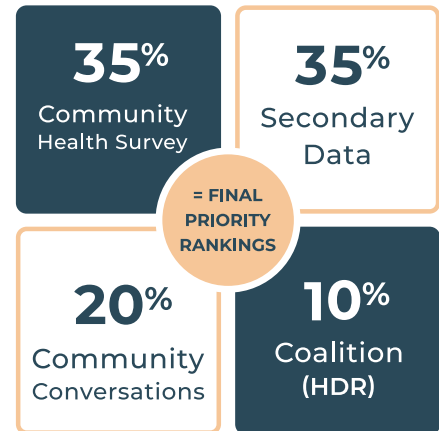 35%
Community
Health Survey
35%
Secondary
Data
= FINAL
PRIORITY
RANKINGS
20%
Community
Conversations
10%
Coalition
(HDR)